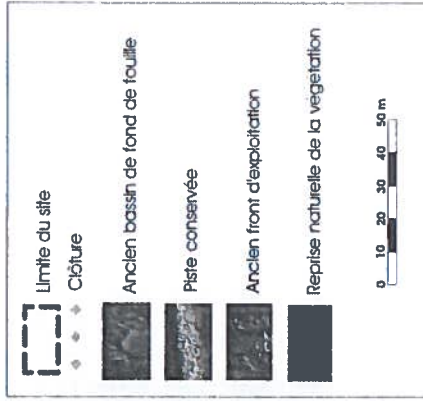 Limite du site
Clôture
Ancien bassin de fond de fouille
Piste conservée
Ancien front d'exploitation
Reprise naturelle de la végétation
0 10 20 30 40 50 m